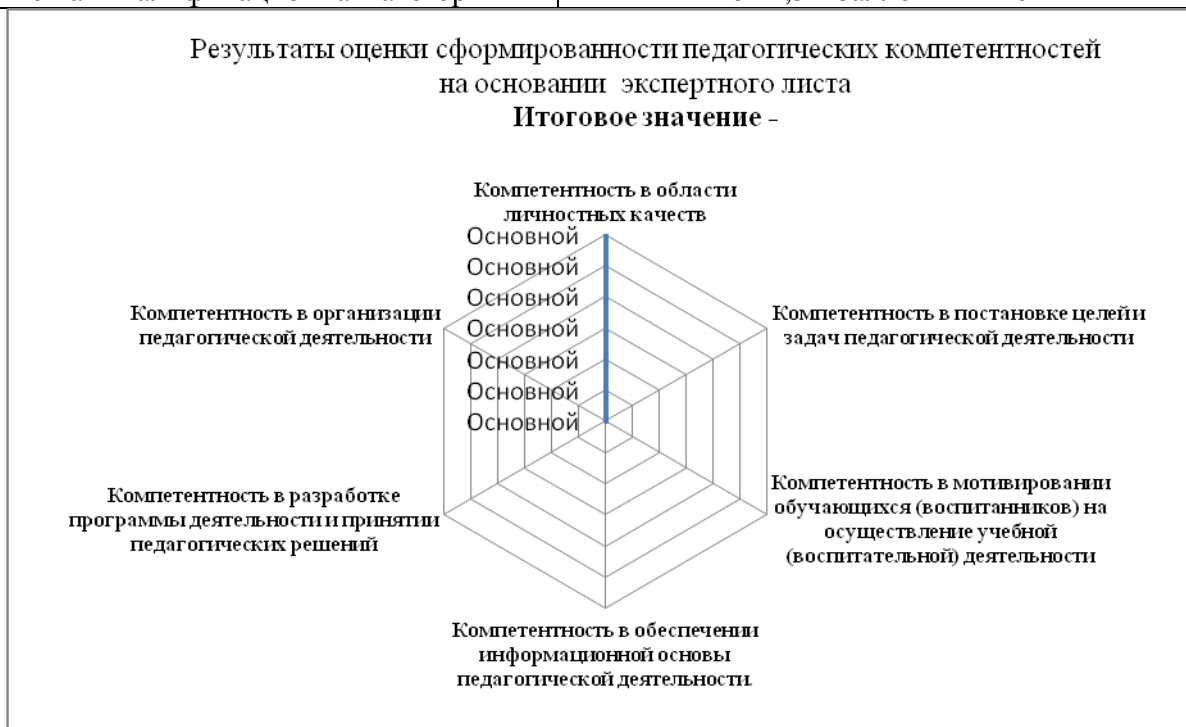 Результаты оценки сформированности педагогических компетентностей
на основании экспертного листа
Итоговое значение -
Компетентность в области
личностных качеств
Основной
Основной
Основной
Основной
Основной
Основной
Основной
Компетентность в организации
педагогической деятельности
Компетентность в постановке целей и
задач педагогической деятельности
Компетентность в разработке
программы деятельности и принятии
педагогических решений
Компетентность в мотивировании
обучающихся (воспитанников) на
осуществление учебной
(воспитательной) деятельности
Компетентность в обеспечении
информационной основы
педагогической деятельности.